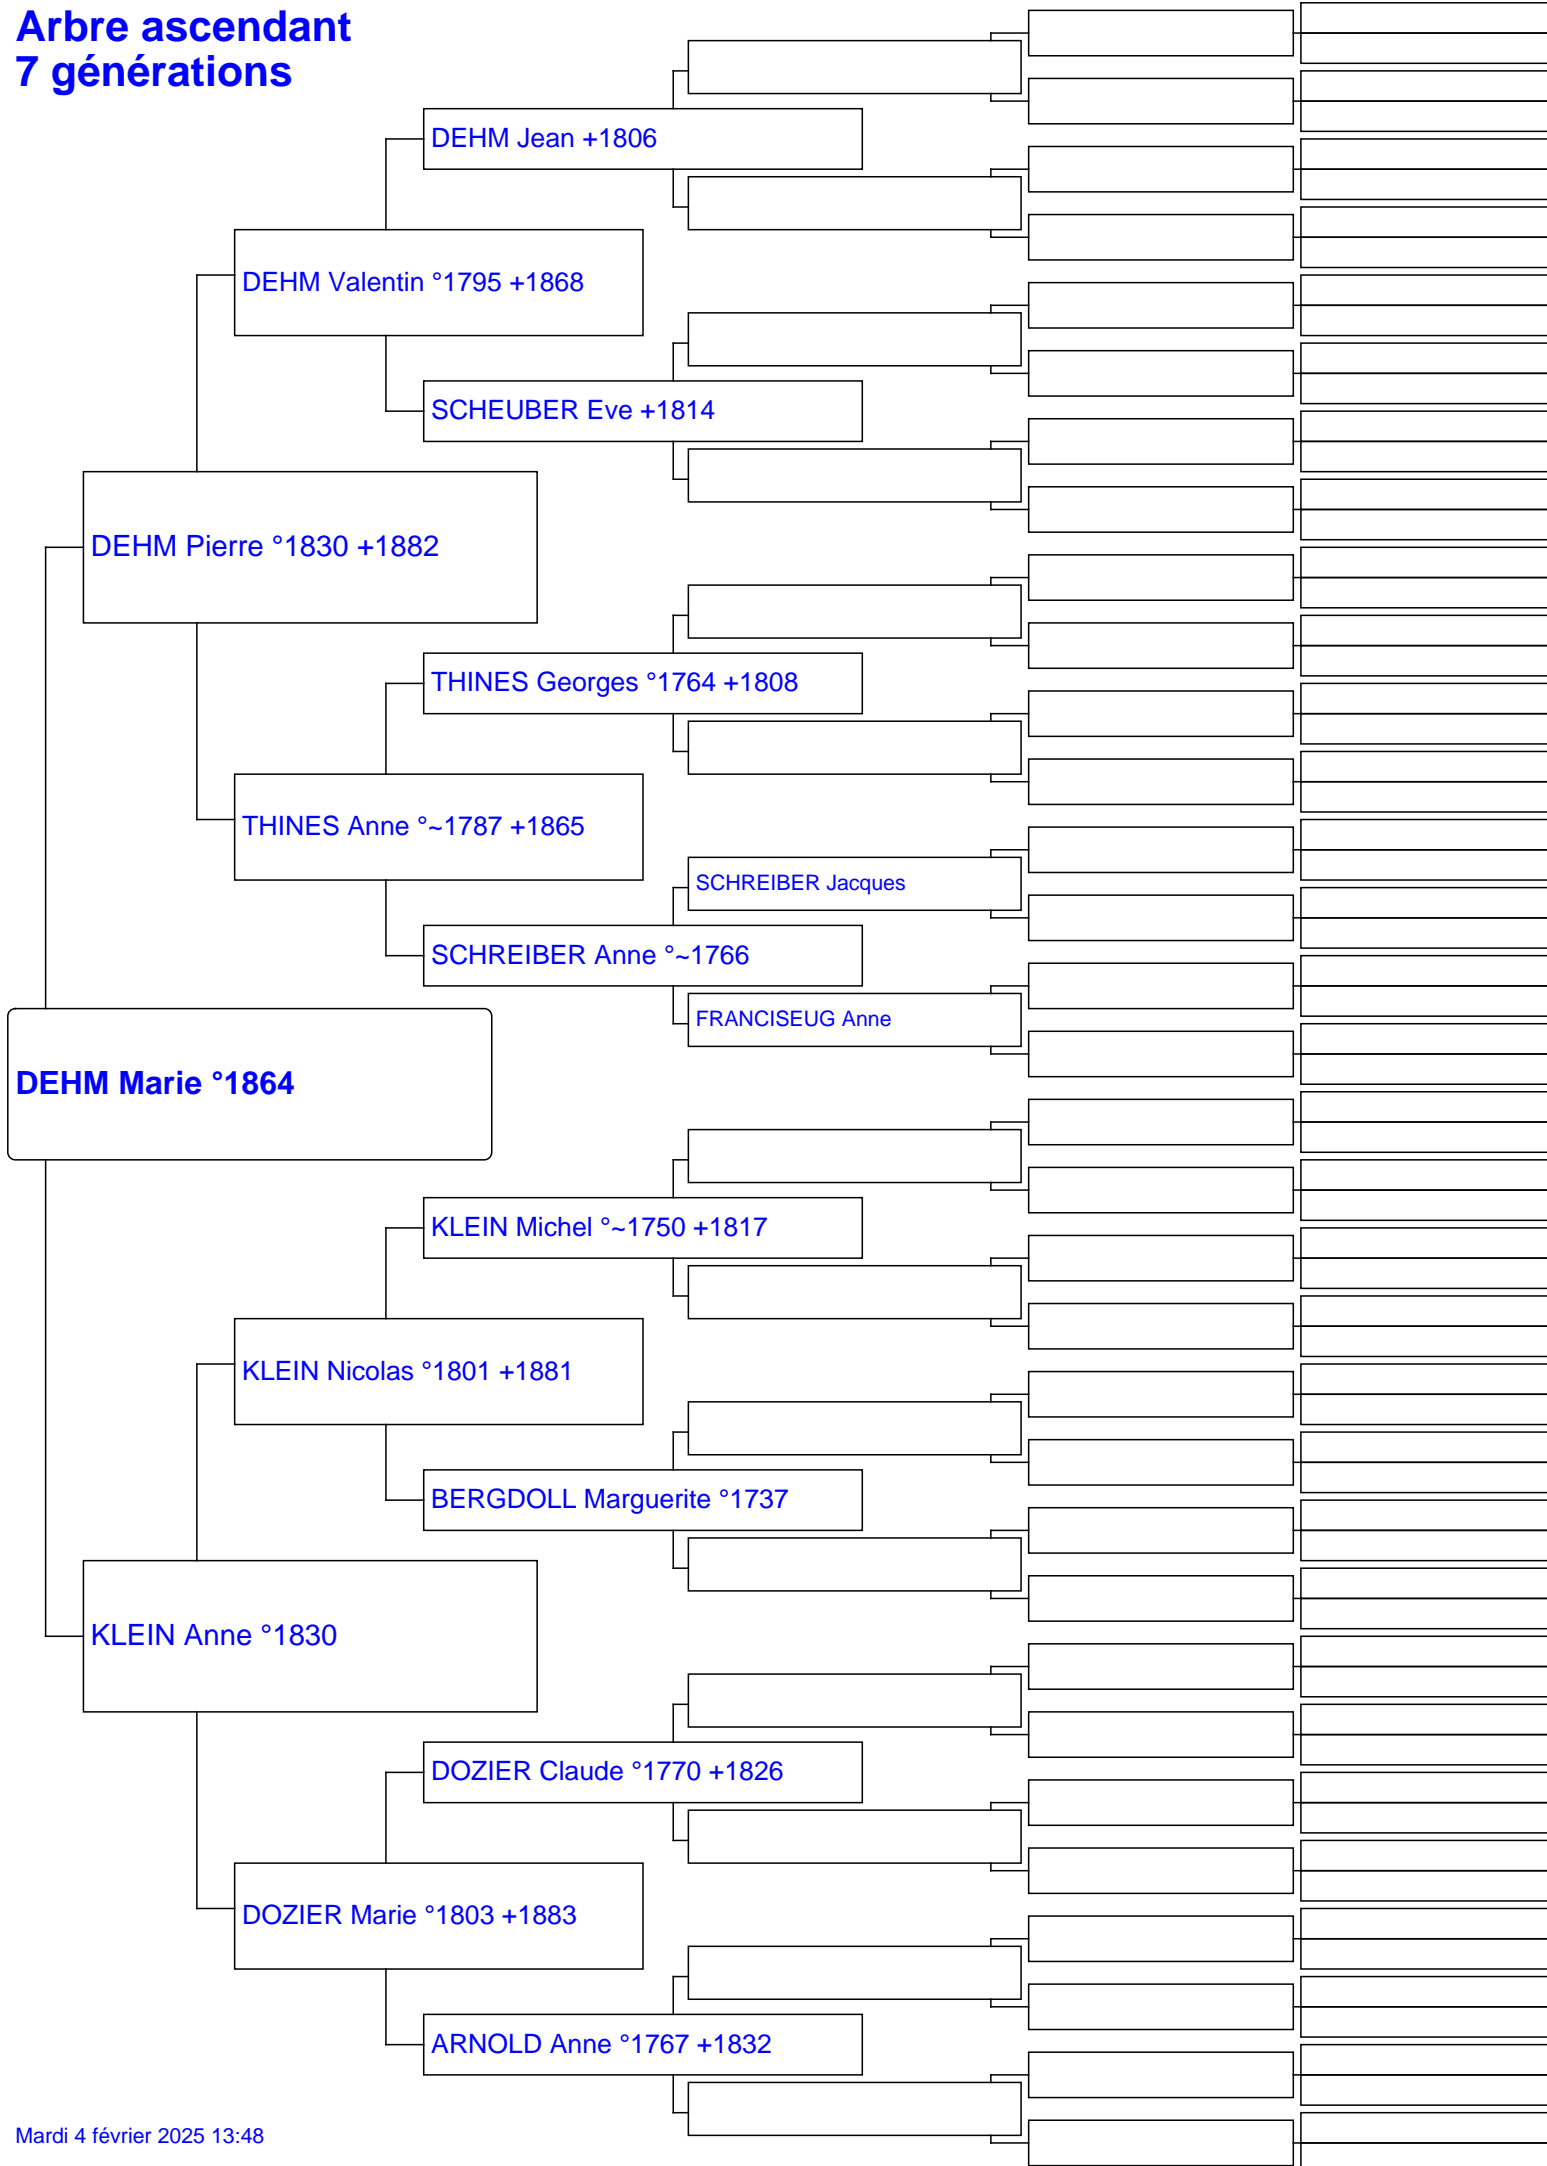 Arbre ascendant
7 générations
DEHM Jean +1806
DEHM Valentin °1795 +1868
SCHEUBER Eve +1814
DEHM Pierre °1830 +1882
THINES Georges °1764 +1808
THINES Anne °~1787 +1865
SCHREIBER Jacques
SCHREIBER Anne °~1766
FRANCISEUG Anne
DEHM Marie °1864
KLEIN Michel °~1750 +1817
KLEIN Nicolas °1801 +1881
BERGDOLL Marguerite °1737
KLEIN Anne °1830
DOZIER Claude °1770 +1826
DOZIER Marie °1803 +1883
ARNOLD Anne °1767 +1832
Mardi 4 février 2025 13:48